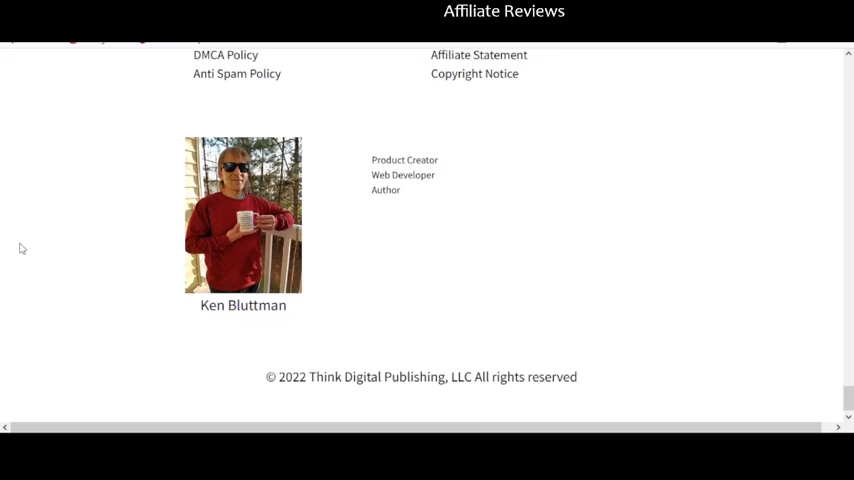 Affiliate Reviews
DMCA Policy
Affiliate Statement
Anti Spam Policy
Copyright Notice
Product Creator
Web Developer
Author
Ken Bluttman
© 2022 Think Digital Publishing, LLC All rights reserved